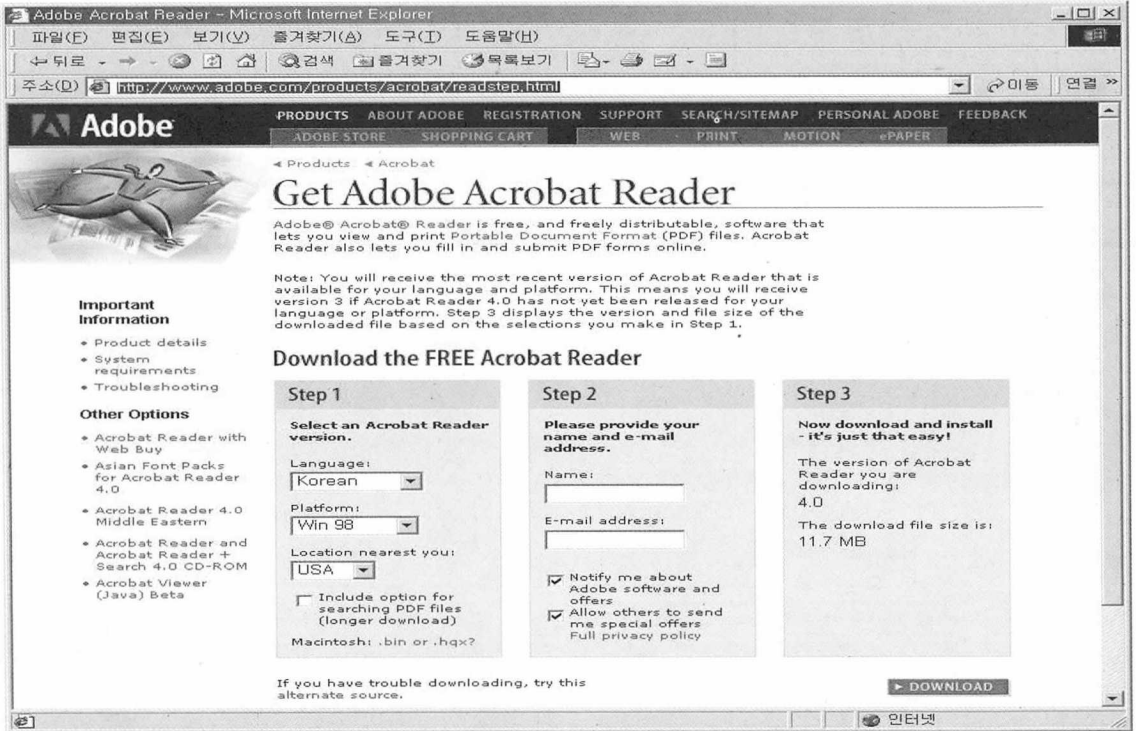 Adobe Acrobat Reader - Microsoft Internet Explorer
파일(F) 편집(E) 보기(V) 즐겨찾기(A) 도구(T) 도움말(H)
뒤로 검색 즐겨찾기 목록보기
주소(D) http://www.adobe.com/products/acrobat/readstep.html 이동 연결 »
Adobe
PRODUCTS ABOUT ADOBE REGISTRATION SUPPORT SEARCH/SITEMAP PERSONAL ADOBE FEEDBACK
ADOBE STORE SHOPPING CART WEB PRINT MOTION ePAPER
Products Acrobat
Get Adobe Acrobat Reader
Adobe® Acrobat® Reader is free, and freely distributable, software that
lets you view and print Portable Document Format (PDF) files. Acrobat
Reader also lets you fill in and submit PDF forms online.
Note: You will receive the most recent version of Acrobat Reader that is
available for your language and platform. This means you will receive
version 3 if Acrobat Reader 4.0 has not yet been released for your
language or platform. Step 3 displays the version and file size of the
downloaded file based on the selections you make in Step 1.
Important
Information
• Product details
• System
requirements
• Troubleshooting
Other Options
• Acrobat Reader with
Web Buy
• Asian Font Packs
for Acrobat Reader
4.0
• Acrobat Reader 4.0
Middle Eastern
• Acrobat Reader and
Acrobat Reader +
Search 4.0 CD-ROM
• Acrobat Viewer
(Java) Beta
Download the FREE Acrobat Reader
Step 1
Select an Acrobat Reader
version.
Language:
Korean
Platform:
Win 98
Location nearest you:
USA
Include option for
searching PDF files
(longer download)
Macintosh: .bin or .hqx?
Step 2
Please provide your
name and e-mail
address.
Name:
E-mail address:
Notify me about
Adobe software and
offers
Allow others to send
me special offers
Full privacy policy
Step 3
Now download and install
- it's just that easy!
The version of Acrobat
Reader you are
downloading:
4.0
The download file size is:
11.7 MB
If you have trouble downloading, try this
alternate source.
DOWNLOAD
인터넷